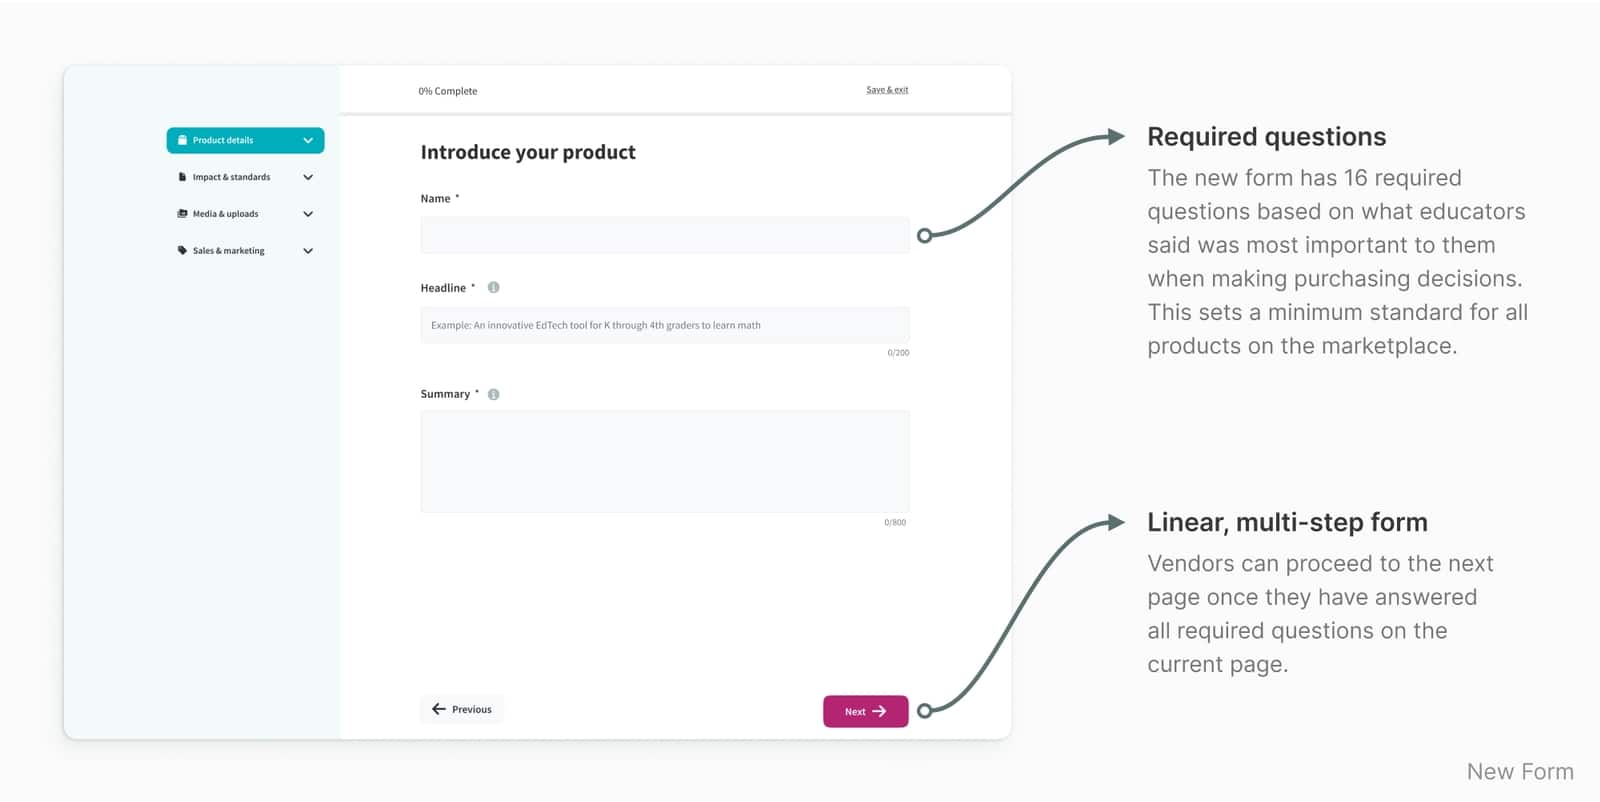 0% Complete
Save & exit
Product details
Impact & standards
Media & uploads
Sales & marketing
Introduce your product
Name *
Headline *
Example: An innovative EdTech tool for K through 4th graders to learn math
0/200
Summary *
0/800
Previous
Next
Required questions
The new form has 16 required
questions based on what educators
said was most important to them
when making purchasing decisions.
This sets a minimum standard for all
products on the marketplace.
Linear, multi-step form
Vendors can proceed to the next
page once they have answered
all required questions on the
current page.
New Form